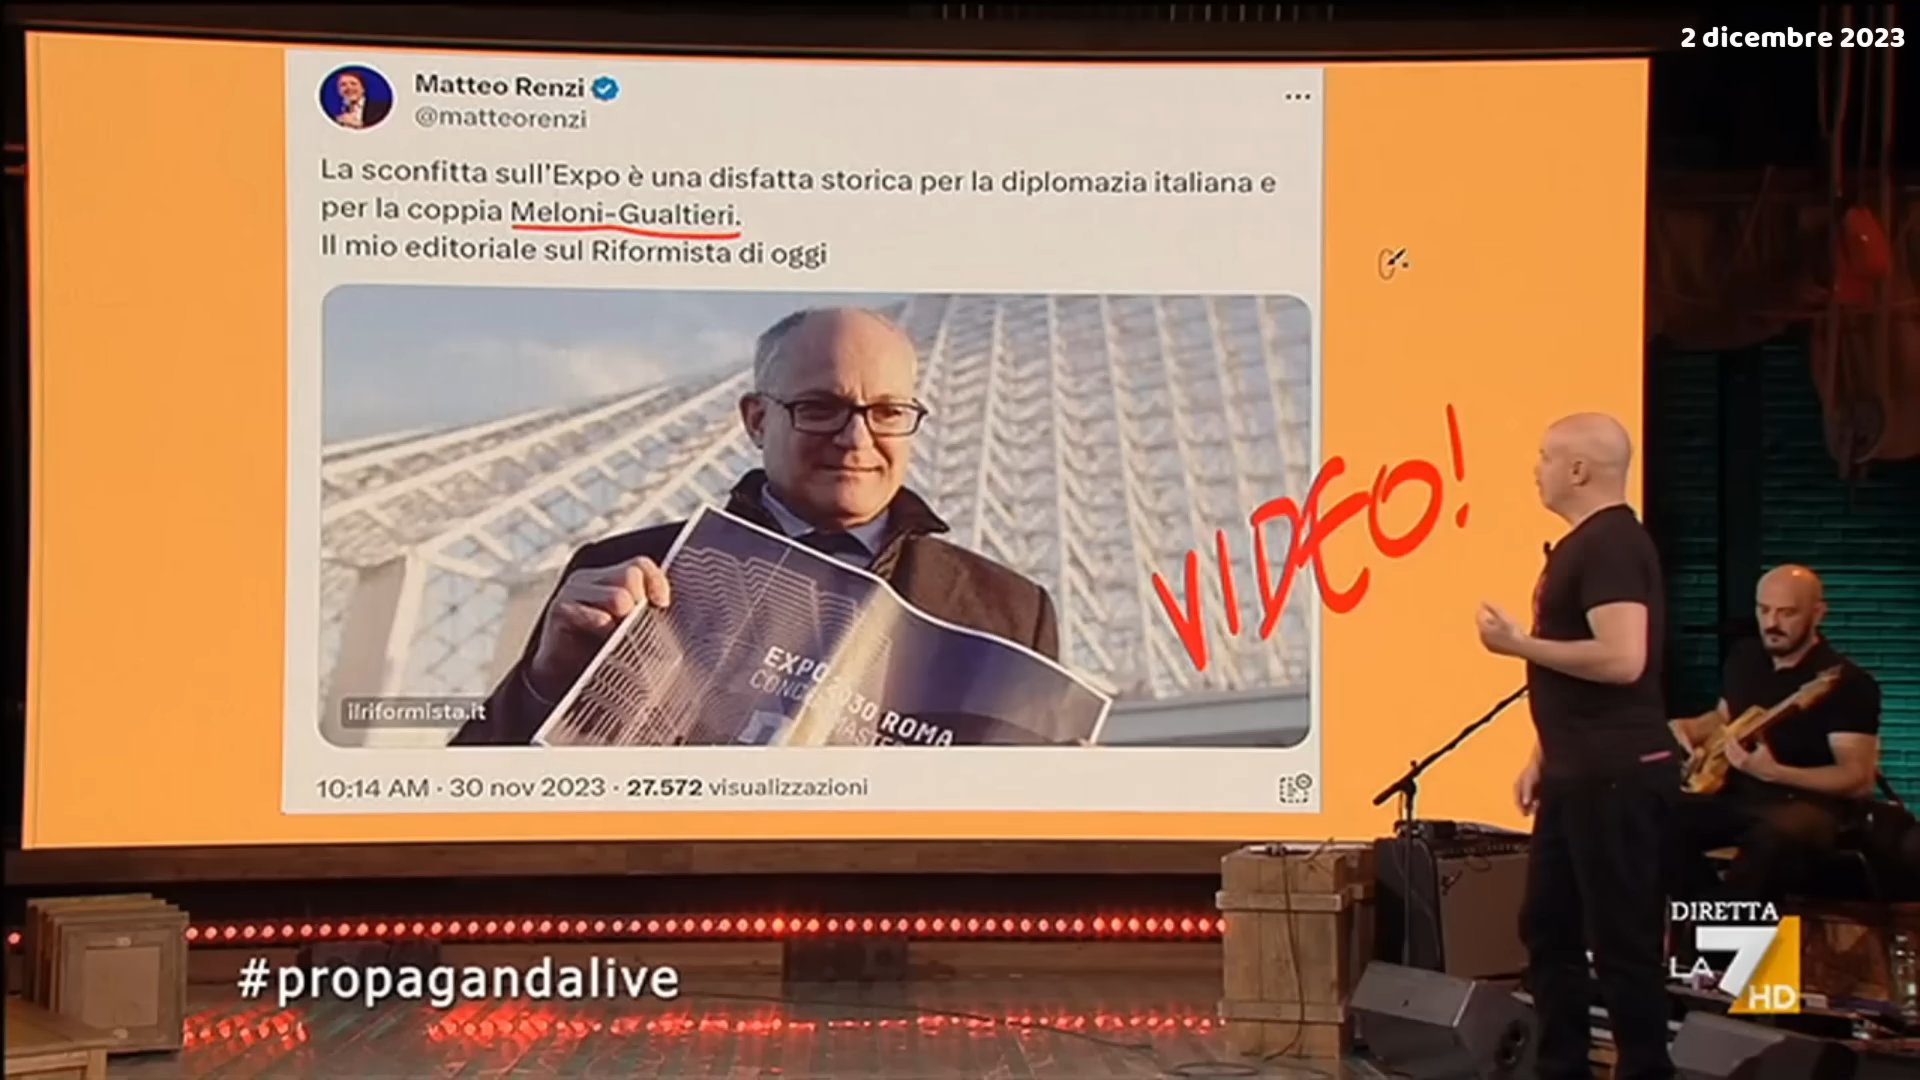 2 dicembre 2023
Matteo Renzi
@matteorenzi
La sconfitta sull'Expo è una disfatta storica per la diplomazia italiana e
per la coppia Meloni-Gualtieri.
Il mio editoriale sul Riformista di oggi
VIDEO!
EXPO 2030 ROMA
ilriformista.it
10:14 AM · 30 nov 2023 · 27.572 visualizzazioni
#propagandalive
DIRETTA
LA 7
HD